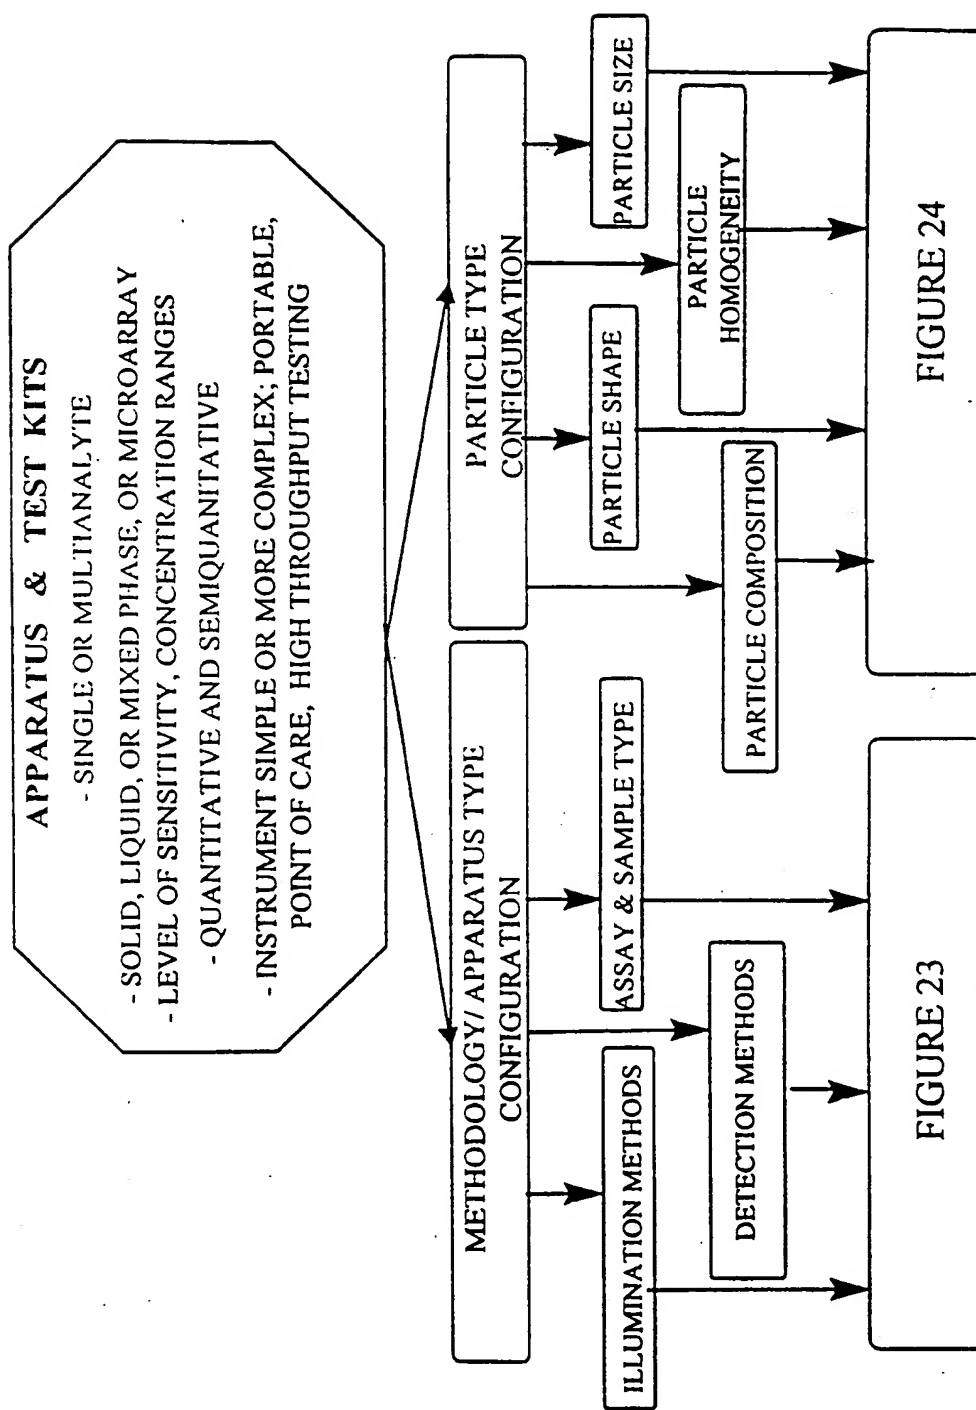 APPARATUS & TEST KITS
- SINGLE OR MULTIANALYTE
- SOLID, LIQUID, OR MIXED PHASE, OR MICROARRAY
- LEVEL OF SENSITIVITY, CONCENTRATION RANGES
- QUANTITATIVE AND SEMIQUANITATIVE
- INSTRUMENT SIMPLE OR MORE COMPLEX; PORTABLE,
POINT OF CARE, HIGH THROUGHPUT TESTING
METHODOLOGY/ APPARATUS TYPE
CONFIGURATION
ILLUMINATION METHODS
DETECTION METHODS
ASSAY & SAMPLE TYPE
FIGURE 23
PARTICLE TYPE
CONFIGURATION
PARTICLE COMPOSITION
PARTICLE SHAPE
PARTICLE
HOMOGENEITY
PARTICLE SIZE
FIGURE 24